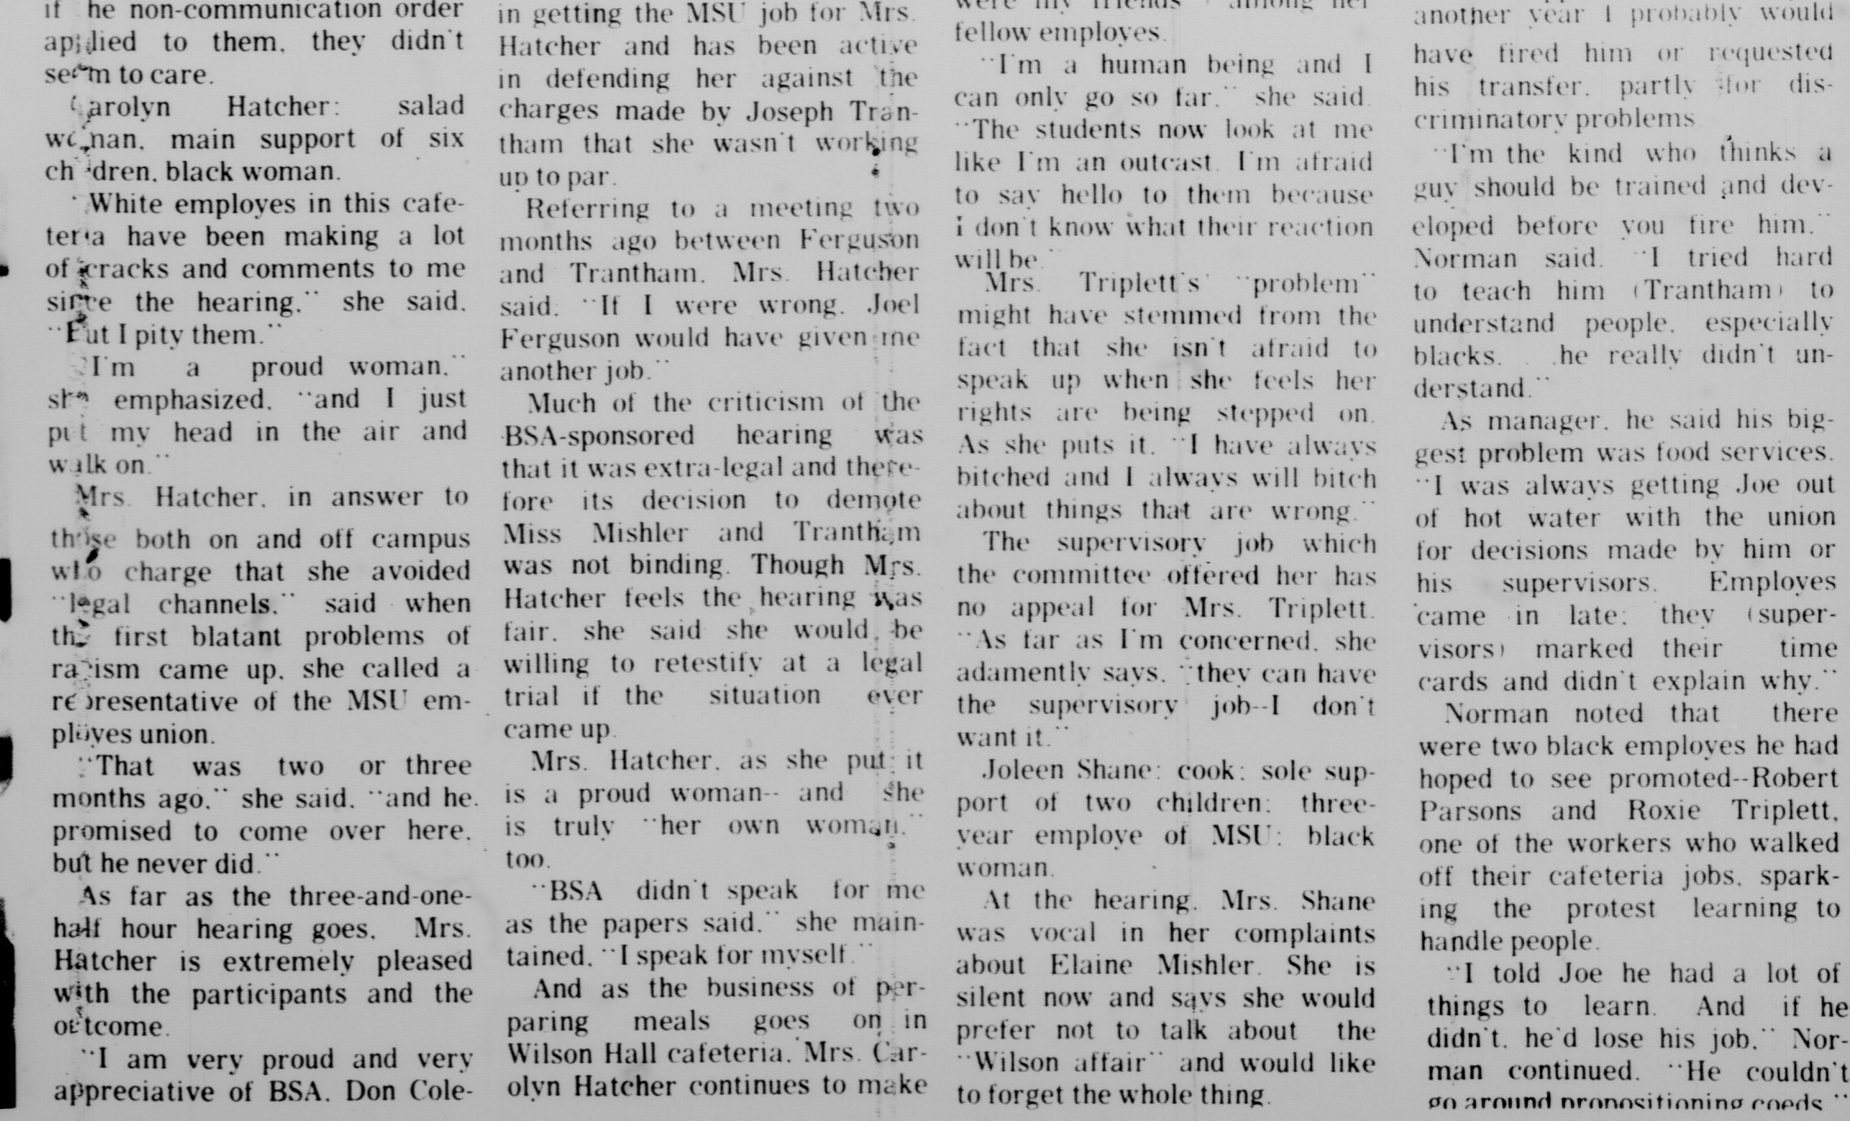 if he non-communication order
applied to them, they didn't
seem to care.
Carolyn Hatcher: salad
woman, main support of six
children, black woman.
"White employes in this cafe-
teria have been making a lot
of cracks and comments to me
since the hearing," she said.
"But I pity them."
"I'm a proud woman,"
she emphasized, "and I just
put my head in the air and
walk on."
Mrs. Hatcher, in answer to
those both on and off campus
who charge that she avoided
"legal channels," said when
the first blatant problems of
racism came up, she called a
representative of the MSU em-
ployes union.
"That was two or three
months ago," she said, "and he
promised to come over here,
but he never did."
As far as the three-and-one-
half hour hearing goes, Mrs.
Hatcher is extremely pleased
with the participants and the
outcome.
"I am very proud and very
appreciative of BSA, Don Cole-
in getting the MSU job for Mrs.
Hatcher and has been active
in defending her against the
charges made by Joseph Tran-
tham that she wasn't working
up to par.
Referring to a meeting two
months ago between Ferguson
and Trantham, Mrs. Hatcher
said: "If I were wrong, Joel
Ferguson would have given me
another job."
Much of the criticism of the
BSA-sponsored hearing was
that it was extra-legal and there-
fore its decision to demote
Miss Mishler and Trantham
was not binding. Though Mrs.
Hatcher feels the hearing was
fair, she said she would be
willing to retestify at a legal
trial if the situation ever
came up.
Mrs. Hatcher, as she put it
is a proud woman-- and she
is truly "her own woman,"
too.
"BSA didn't speak for me
as the papers said," she main-
tained, "I speak for myself."
And as the business of per-
paring meals goes on in
Wilson Hall cafeteria, Mrs. Car-
olyn Hatcher continues to make
were my friends" among her
fellow employes.
"I'm a human being and I
can only go so far," she said.
"The students now look at me
like I'm an outcast. I'm afraid
to say hello to them because
i don't know what their reaction
will be."
Mrs. Triplett's "problem"
might have stemmed from the
fact that she isn't afraid to
speak up when she feels her
rights are being stepped on.
As she puts it, "I have always
bitched and I always will bitch
about things that are wrong."
The supervisory job which
the committee offered her has
no appeal for Mrs. Triplett.
"As far as I'm concerned, she
adamently says, "they can have
the supervisory job--I don't
want it."
Joleen Shane: cook; sole sup-
port of two children; three-
year employe of MSU; black
woman.
At the hearing, Mrs. Shane
was vocal in her complaints
about Elaine Mishler. She is
silent now and says she would
prefer not to talk about the
"Wilson affair" and would like
to forget the whole thing.
another year I probably would
have fired him or requested
his transfer, partly for dis-
criminatory problems.
"I'm the kind who thinks a
guy should be trained and dev-
eloped before you fire him."
Norman said. "I tried hard
to teach him (Trantham) to
understand people, especially
blacks. . .he really didn't un-
derstand."
As manager, he said his big-
gest problem was food services.
"I was always getting Joe out
of hot water with the union
for decisions made by him or
his supervisors. Employes
came in late; they (super-
visors) marked their time
cards and didn't explain why."
Norman noted that there
were two black employes he had
hoped to see promoted--Robert
Parsons and Roxie Triplett,
one of the workers who walked
off their cafeteria jobs, spark-
ing the protest learning to
handle people.
"I told Joe he had a lot of
things to learn. And if he
didn't, he'd lose his job," Nor-
man continued. "He couldn't
go around propositioning coeds."